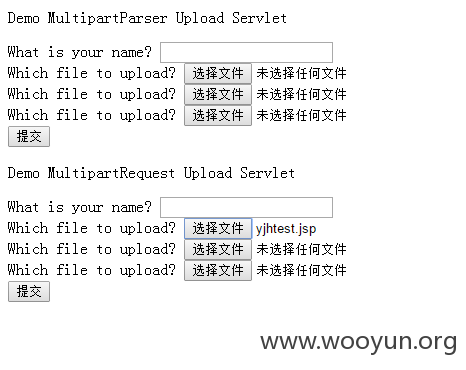 Demo MultipartParser Upload Servlet
What is your name?
Which file to upload? 选择文件 未选择任何文件
Which file to upload? 选择文件 未选择任何文件
Which file to upload? 选择文件 未选择任何文件
提交
Demo MultipartRequest Upload Servlet
What is your name?
Which file to upload? 选择文件 yjhtest.jsp
Which file to upload? 选择文件 未选择任何文件
Which file to upload? 选择文件 未选择任何文件
提交
www.wooyun.org